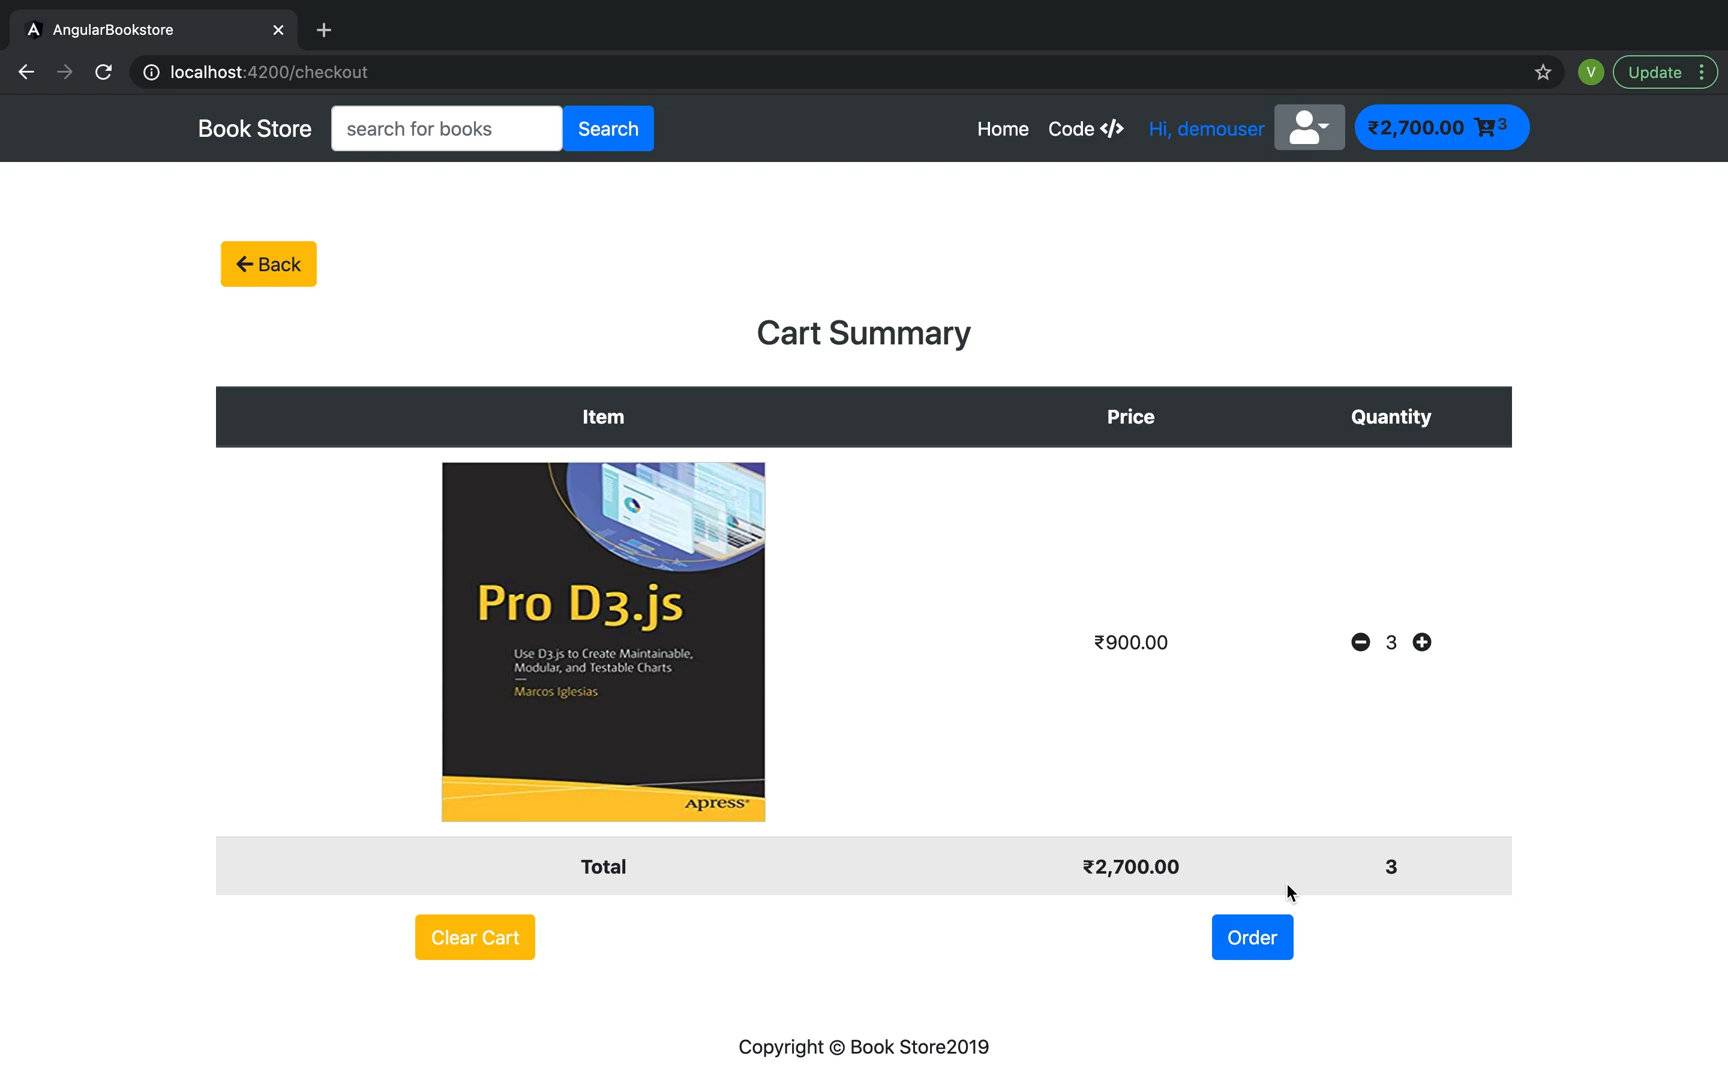 AngularBookstore
localhost:4200/checkout
V
Update
Book Store
search for books
Search
Home
Code
Hi, demouser
₹2,700.00
3
Back
Cart Summary
Item
Price
Quantity
Pro D3.js
Use D3.js to Create Maintainable,
Modular, and Testable Charts
Marcos Iglesias
Apress®
₹900.00
3
Total
₹2,700.00
3
Clear Cart
Order
Copyright © Book Store2019